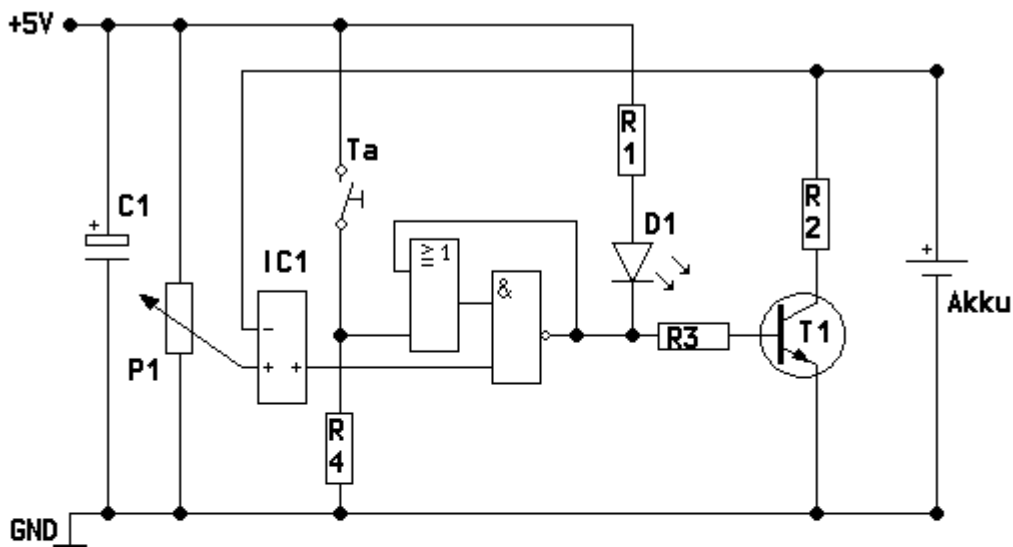 +5V
Ta
R
1
C1
+
IC1
≥1
D1
R
2
+
&
Akku
-
T1
R3
P1
+ +
R
4
GND